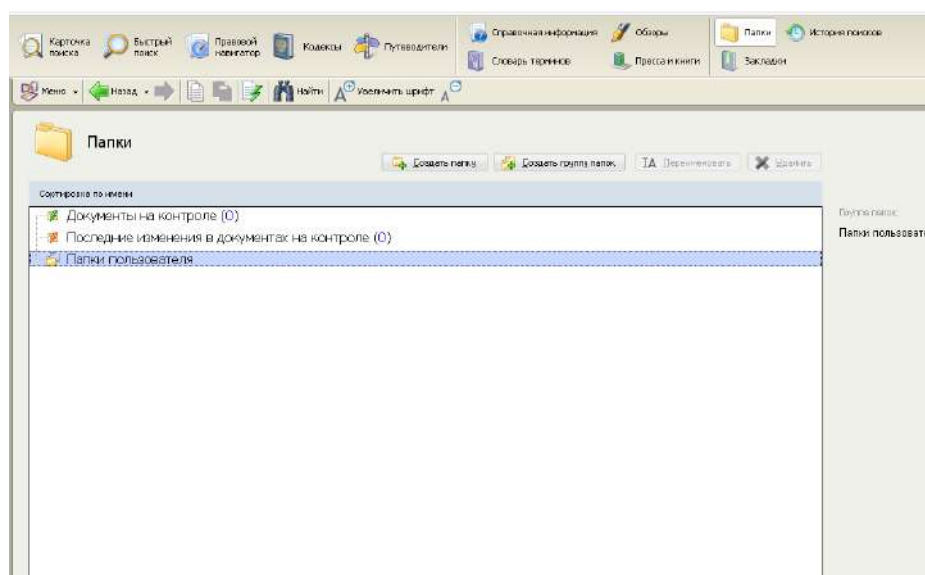 Карточка поиска
Быстрый поиск
Правовой навигатор
Кодексы
Путеводители
Справочная информация
Обзоры
Словарь терминов
Пресса и книги
Папки
История поисков
Закладки
Меню
Назад
Найти
Увеличить шрифт
Папки
Создать папку
Создать группу папок
Переименовать
Удалить
Сортировка по имени
Документы на контроле (0)
Последние изменения в документах на контроле (0)
Папки пользователя
Группа папок:
Папки пользоват